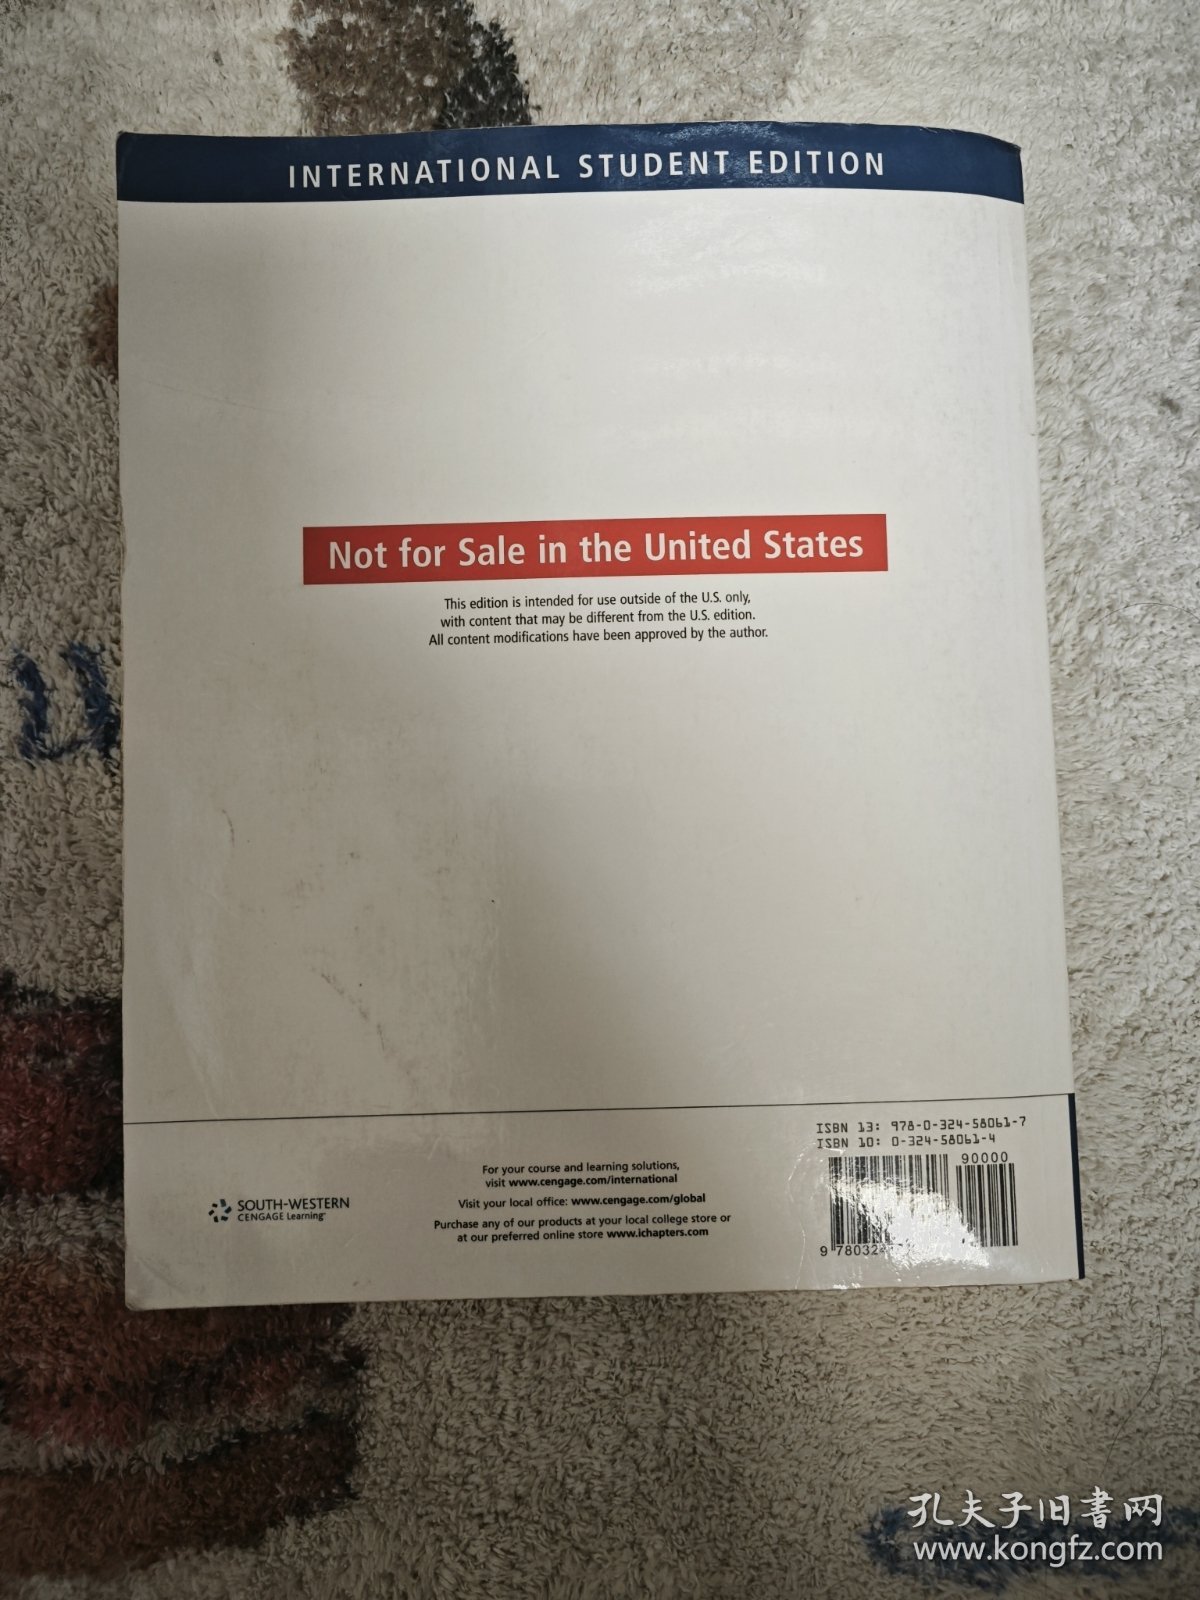 INTERNATIONAL STUDENT EDITION
Not for Sale in the United States
This edition is intended for use outside of the U.S. only,
with content that may be different from the U.S. edition.
All content modifications have been approved by the author.
ISBN 13: 978-0-324-58061-7
ISBN 10: 0-324-58061-4
90000
For your course and learning solutions,
visit www.cengage.com/international
Visit your local office: www.cengage.com/global
Purchase any of our products at your local college store or
at our preferred online store www.ichapters.com
SOUTH-WESTERN
CENGAGE Learning
9 78032
孔夫子旧书网
www.kongfz.com